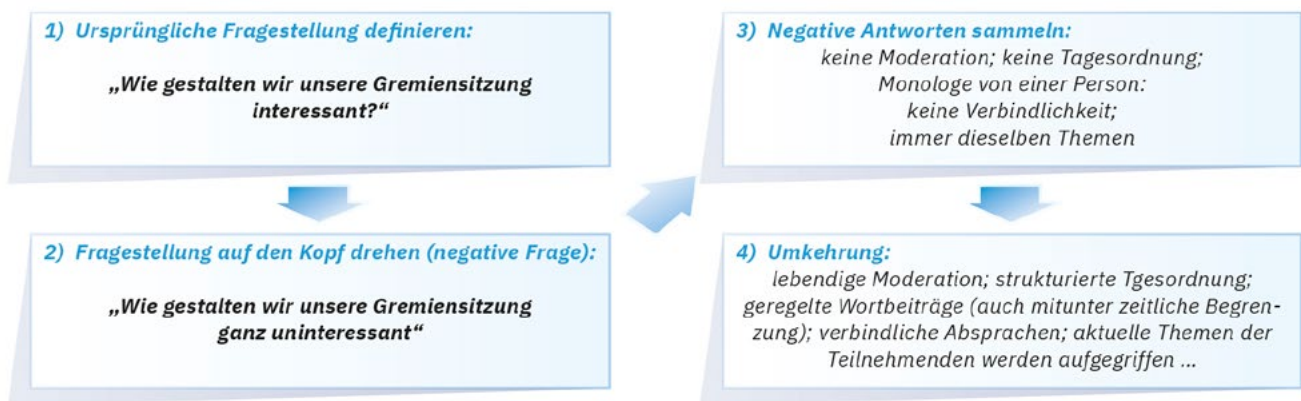 1) Ursprüngliche Fragestellung definieren:
„Wie gestalten wir unsere Gremiensitzung
interessant?“
2) Fragestellung auf den Kopf drehen (negative Frage):
„Wie gestalten wir unsere Gremiensitzung
ganz uninteressant“
3) Negative Antworten sammeln:
keine Moderation; keine Tagesordnung;
Monologe von einer Person:
keine Verbindlichkeit;
immer dieselben Themen
4) Umkehrung:
lebendige Moderation; strukturierte Tgesordnung;
geregelte Wortbeiträge (auch mitunter zeitliche Begren-
zung); verbindliche Absprachen; aktuelle Themen der
Teilnehmenden werden aufgegriffen ...